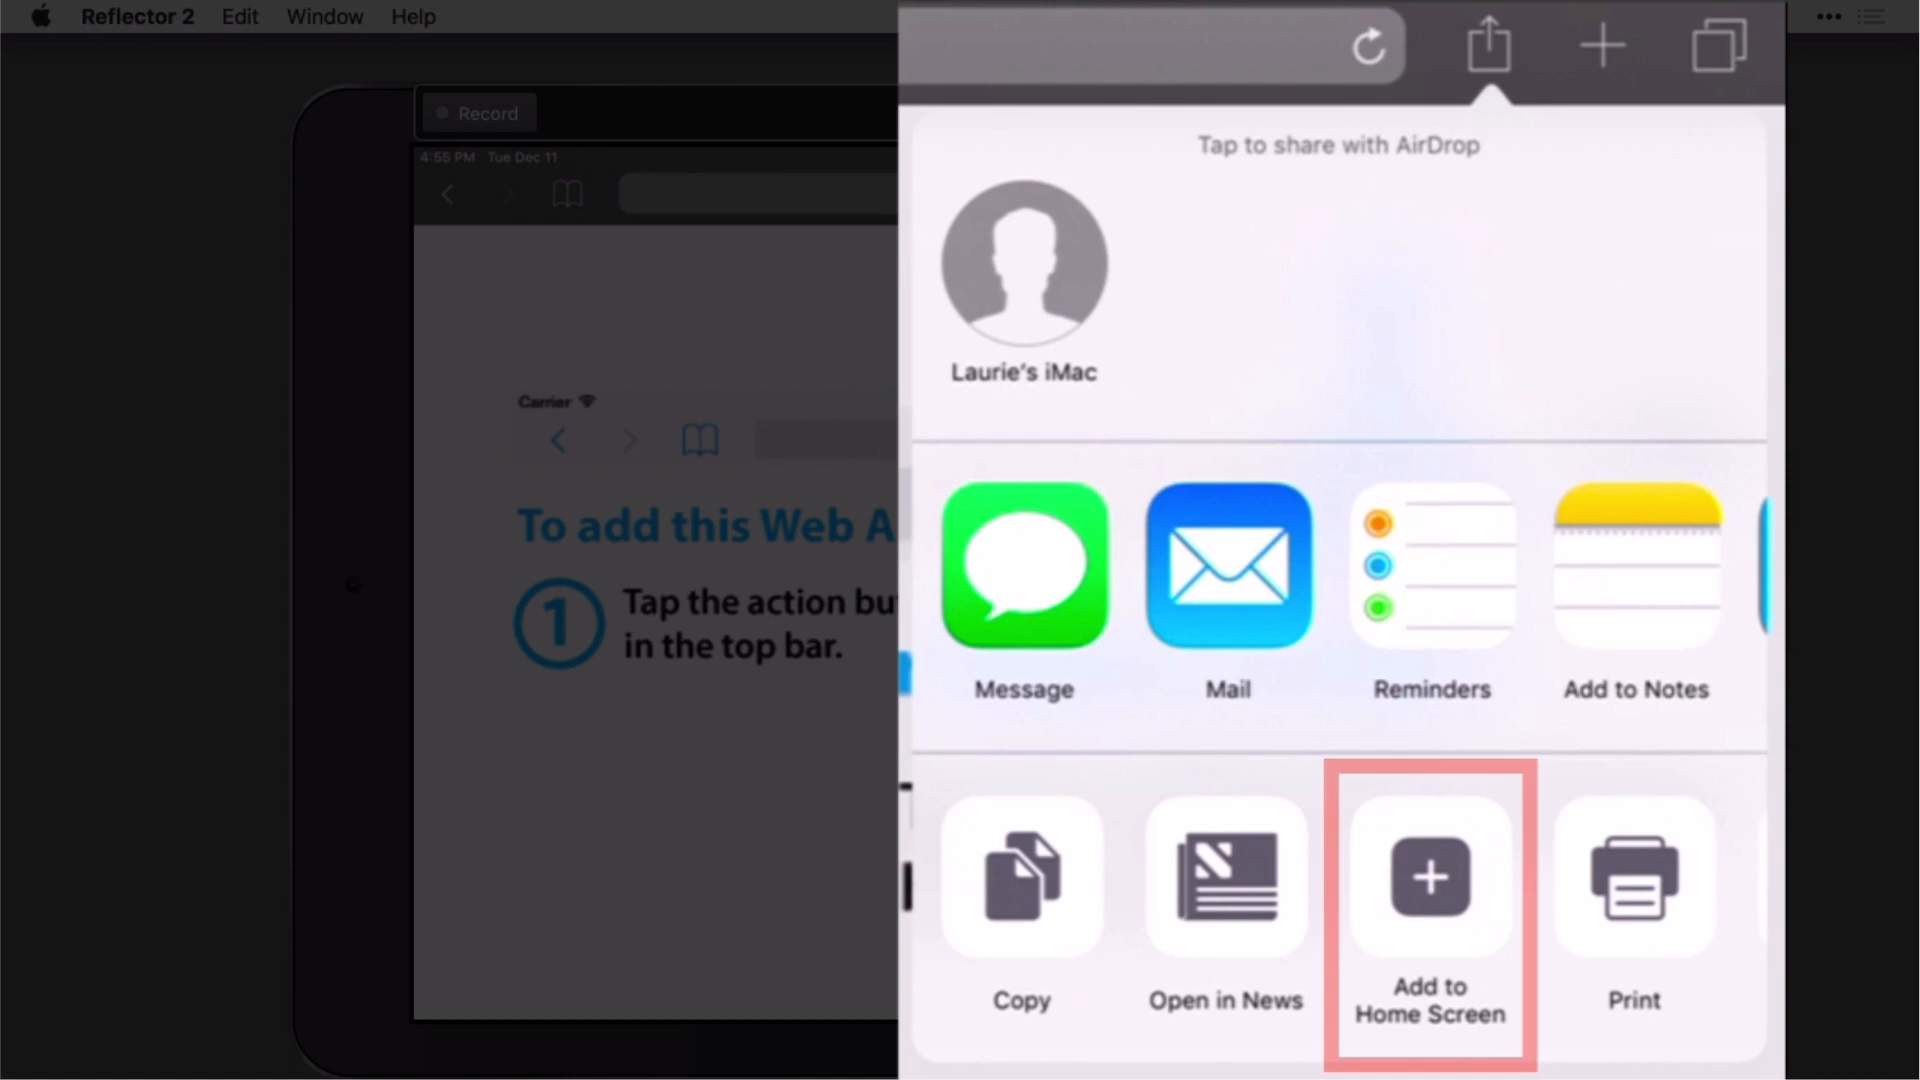 Reflector 2 Edit Window Help
Record
4:55 PM Tue Dec 11
Carrier
To add this Web A
1 Tap the action bu
in the top bar.
Tap to share with AirDrop
Laurie's iMac
Message Mail Reminders Add to Notes
Copy Open in News Add to
Home Screen Print